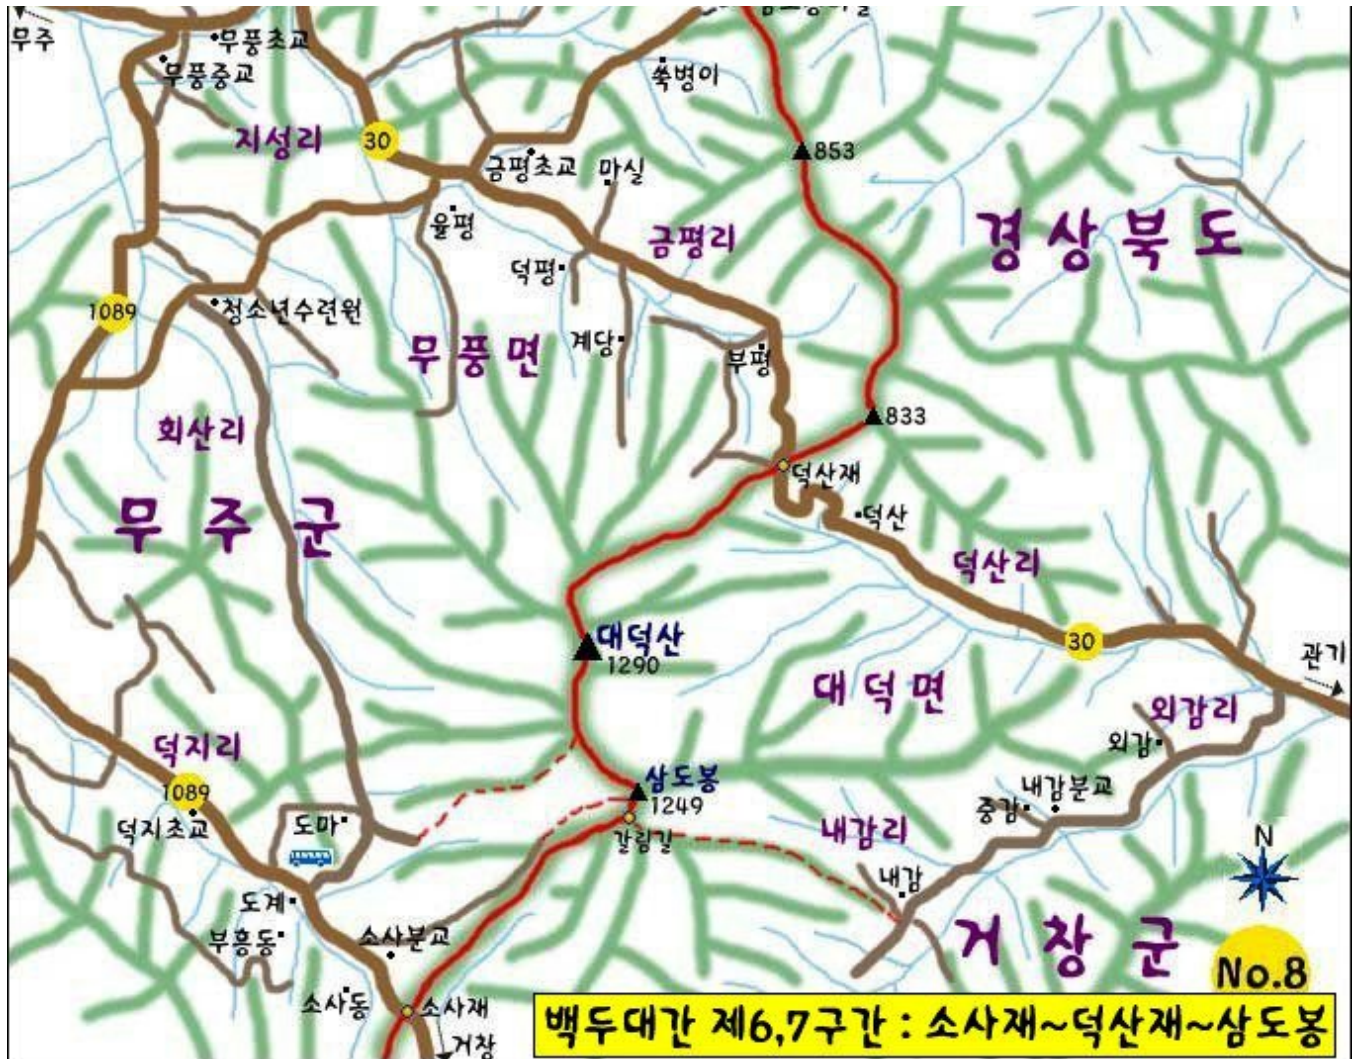 무주
무풍초교
무풍중교
쑥병이
지성리
30
853
금평초교
마실
율평
금평리
경상북도
덕평
1089
청소년수련원
무풍면
계당
부평
833
회산리
덕산재
무주군
덕산
덕산리
대덕산
1290
30
관기
대덕면
외감리
외감
덕지리
삼도봉
1249
1089
내감분교
중감
덕지초교
도마
갈림길
내감리
N
내감
도계
부흥동
소사분교
거창군
No.8
소사동
소사재
거창
백두대간 제6,7구간 : 소사재~덕산재~삼도봉